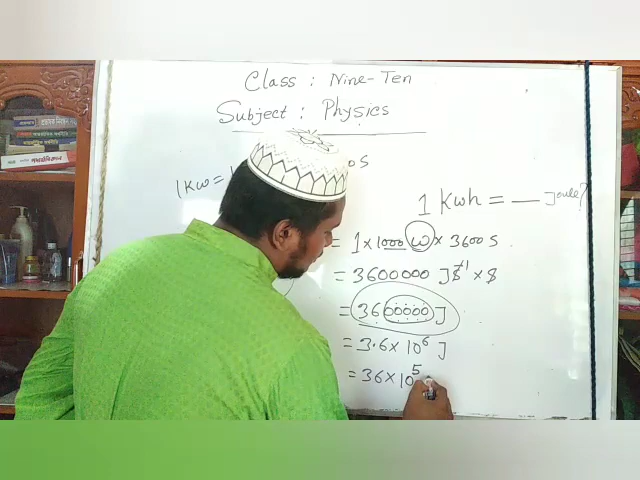 Class : Nine-Ten
Subject : Physics
1Kw=
1 Kwh = __ Joule?
= 1 × 1000 w × 3600 s
= 3600000 Js⁻¹ × s
= 3600000 J
= 3.6 × 10⁶ J
= 36 × 10⁵